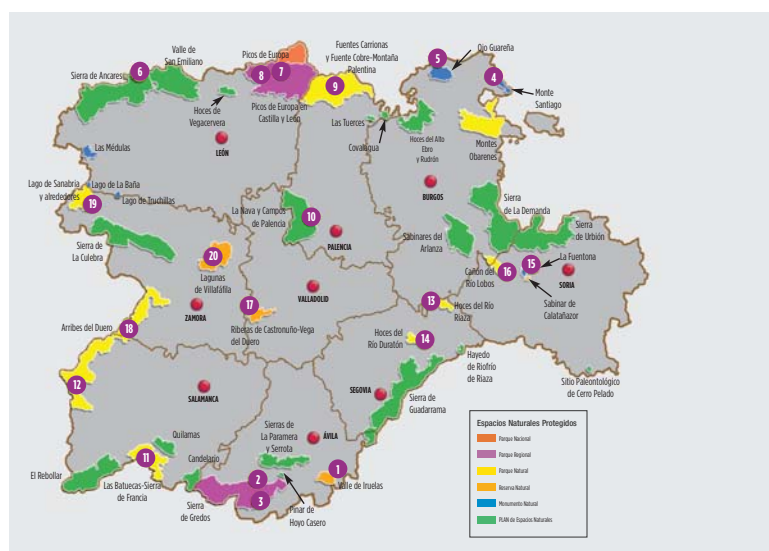 Sierra de Ancares
6
Valle de
San Emiliano
Hoces de
Vegacervera
Picos de Europa
8
7
Picos de Europa en
Castilla y León
Fuentes Carrionas
y Fuente Cobre-Montaña
Palentina
9
5
Ojo Guareña
4
Monte
Santiago
Las Tuerces
Covalagua
Hoces del Alto
Ebro
y Rudrón
Montes
Obarenes
LEÓN
Las Médulas
Lago de Sanabria
y alrededores
Lago de La Baña
19
Lago de Truchillas
BURGOS
Sierra
de La Demanda
Sierra
de Urbión
La Nava y Campos
de Palencia
10
PALENCIA
Sabinares del
Arlanza
Sierra de
La Culebra
20
Lagunas
de Villafáfila
Cañón del
Río Lobos
16
15
La Fuentona
SORIA
Sabinar de
Calatañazor
ZAMORA
17
VALLADOLID
Riberas de Castronuño-Vega
del Duero
13
Hoces del Río
Riaza
Arribes del Duero
18
Hoces del
Río Duratón
14
Hayedo
de Riofrío
de Riaza
Sitio Paleontológico
de Cerro Pelado
12
SALAMANCA
SEGOVIA
Sierra de
Guadarrama
Quilamas
Sierras de
La Paramera
y Serrota
ÁVILA
El Rebollar
11
Las Batuecas-Sierra
de Francia
Candelario
Sierra
de Gredos
2
3
1
Valle de Iruelas
Pinar de
Hoyo Casero
Espacios Naturales Protegidos
Parque Nacional
Parque Regional
Parque Natural
Reserva Natural
Monumento Natural
PLAN de Espacios Naturales